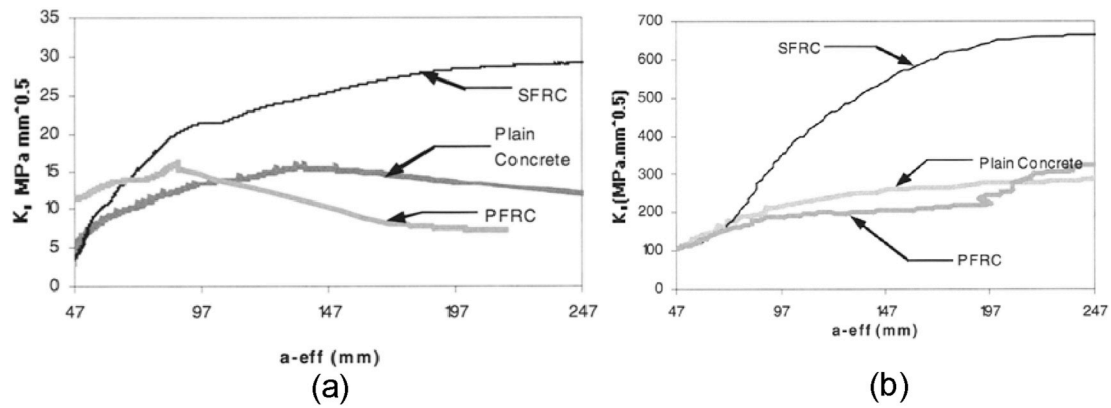 35
30
25
20
15
10
5
0
K_I MPa mm^0.5
SFRC
Plain
Concrete
PFRC
47 97 147 197 247
a-eff (mm)
(a)
700
600
500
400
300
200
100
0
K_I (MPa.mm^0.5)
SFRC
Plain Concrete
PFRC
47 97 147 197 247
a-eff (mm)
(b)